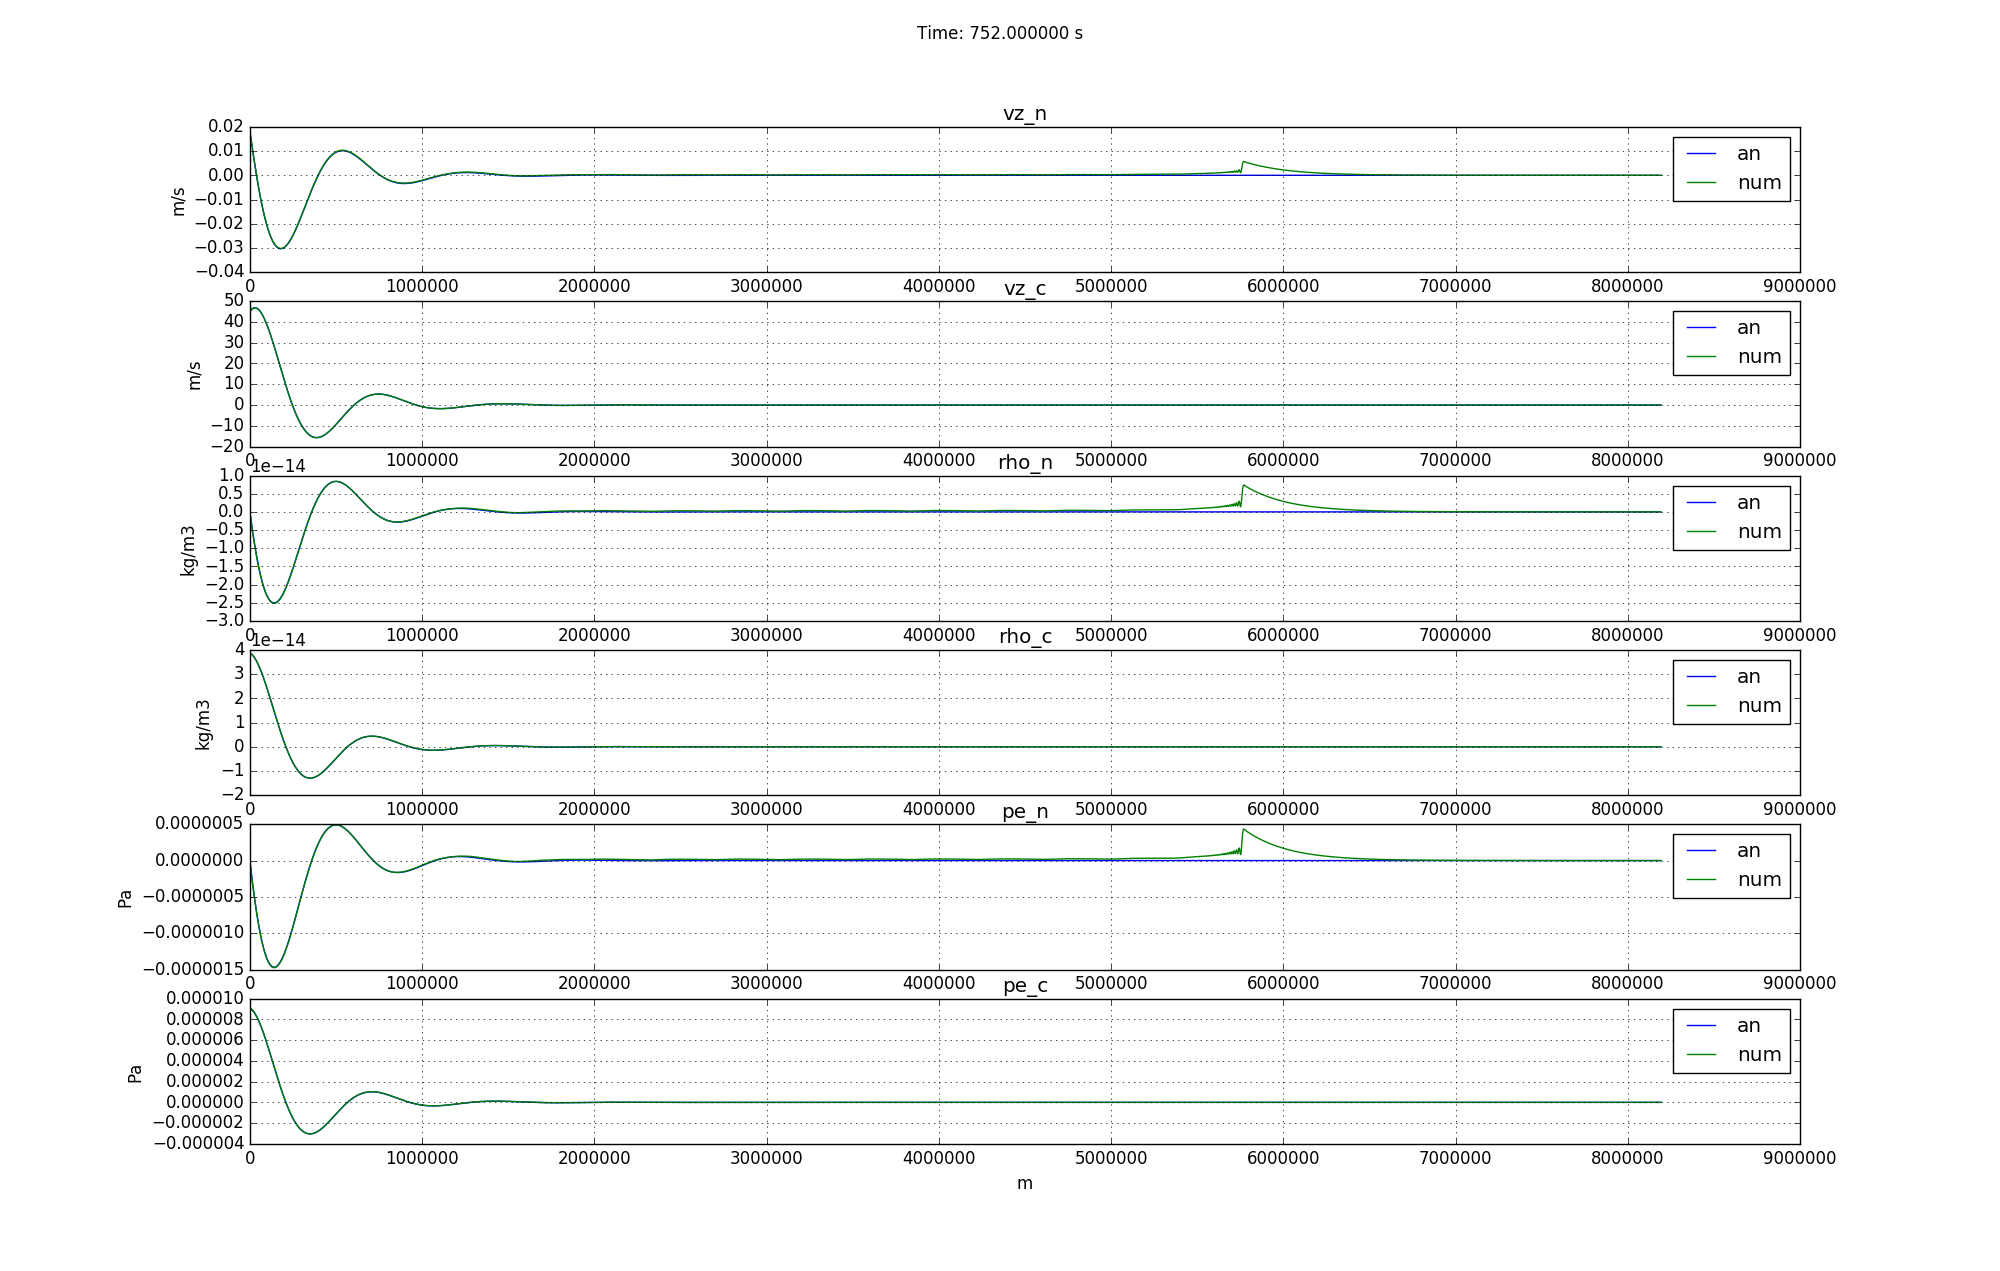 Time: 752.000000 s
vz_n
0.02
0.01
0.00
−0.01
−0.02
−0.03
−0.04
m/s
an
num
0 1000000 2000000 3000000 4000000 5000000 6000000 7000000 8000000 9000000
vz_c
50
40
30
20
10
0
−10
−20
m/s
an
num
0 1000000 2000000 3000000 4000000 5000000 6000000 7000000 8000000 9000000
1e−14
rho_n
1.0
0.5
0.0
−0.5
−1.0
−1.5
−2.0
−2.5
−3.0
kg/m3
an
num
0 1000000 2000000 3000000 4000000 5000000 6000000 7000000 8000000 9000000
1e−14
rho_c
4
3
2
1
0
−1
−2
kg/m3
an
num
0 1000000 2000000 3000000 4000000 5000000 6000000 7000000 8000000 9000000
pe_n
0.0000005
0.0000000
−0.0000005
−0.0000010
−0.0000015
Pa
an
num
0 1000000 2000000 3000000 4000000 5000000 6000000 7000000 8000000 9000000
pe_c
0.000010
0.000008
0.000006
0.000004
0.000002
0.000000
−0.000002
−0.000004
Pa
an
num
0 1000000 2000000 3000000 4000000 5000000 6000000 7000000 8000000 9000000
m